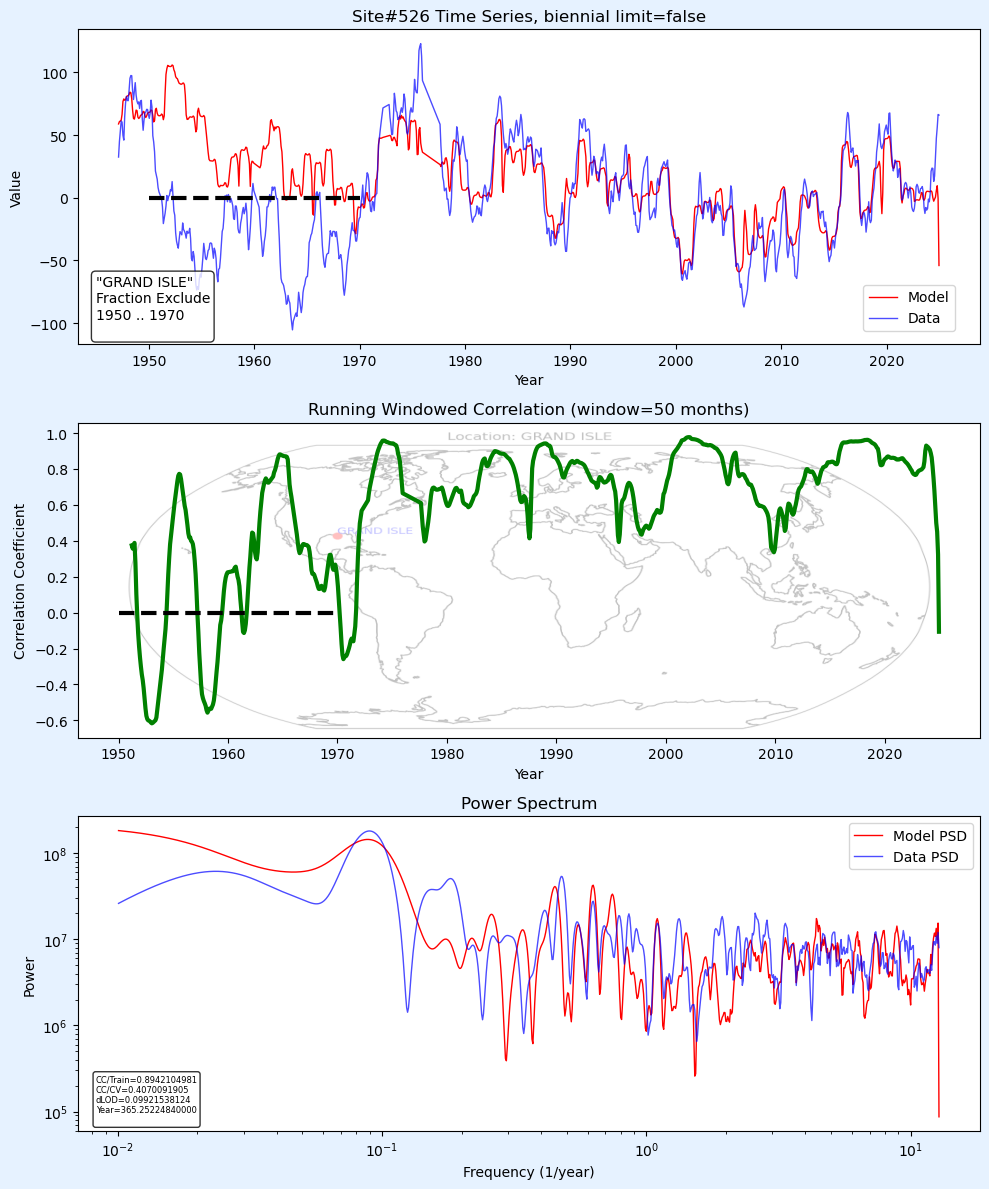 Site#526 Time Series, biennial limit=false
Value
100
50
0
−50
−100
"GRAND ISLE"
Fraction Exclude
1950 .. 1970
Model
Data
1950 1960 1970 1980 1990 2000 2010 2020
Year
Running Windowed Correlation (window=50 months)
Location: GRAND ISLE
GRAND ISLE
Correlation Coefficient
1.0
0.8
0.6
0.4
0.2
0.0
−0.2
−0.4
−0.6
1950 1960 1970 1980 1990 2000 2010 2020
Year
Power Spectrum
Model PSD
Data PSD
Power
10^8
10^7
10^6
10^5
CC/Train=0.8942104981
CC/CV=0.4070091905
dLOD=0.09921538124
Year=365.25224840000
10^−2 10^−1 10^0 10^1
Frequency (1/year)